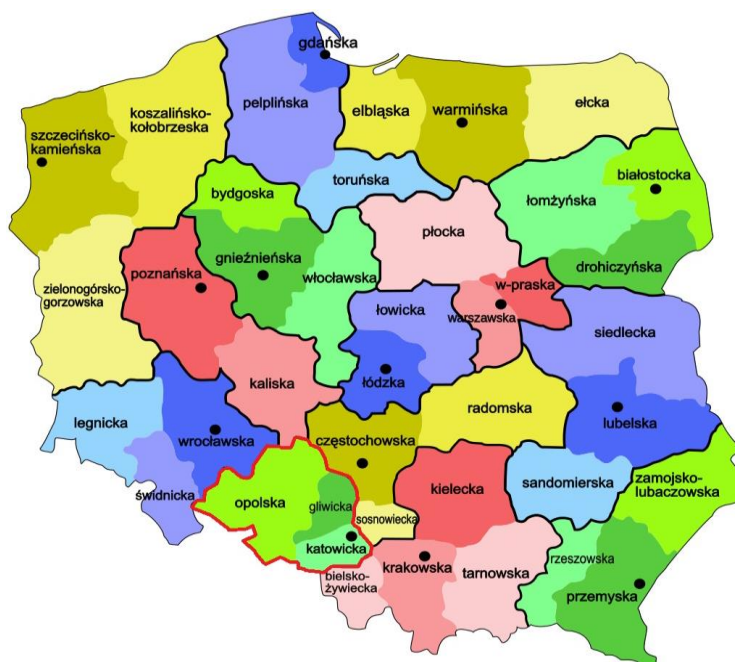 gdańska
koszalińsko-
kołobrzeska
pelplińska
elbląska
warmińska
ełcka
szczecińsko-
kamieńska
bydgoska
toruńska
łomżyńska
białostocka
płocka
gnieźnieńska
poznańska
włocławska
drohiczyńska
zielonogórsko-
gorzowska
w-praska
łowicka
warszawska
siedlecka
kaliska
łódzka
radomska
legnicka
wrocławska
częstochowska
lubelska
świdnicka
opolska
gliwicka
kielecka
sandomierska
zamojsko-
lubaczowska
sosnowiecka
katowicka
bielsko-
żywiecka
krakowska
tarnowska
rzeszowska
przemyska